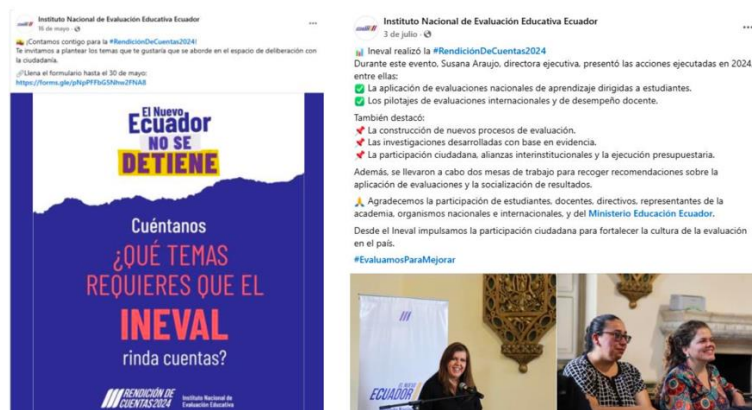 Instituto Nacional de Evaluación Educativa Ecuador
16 de mayo
¡Contamos contigo para la #RendiciónDeCuentas2024!
Te invitamos a plantear los temas que te gustaría que se aborde en el espacio de deliberación con
la ciudadanía.
Llena el formulario hasta el 30 de mayo:
El Nuevo
Ecuador
NO SE
DETIENE
Cuéntanos
¿QUÉ TEMAS
REQUIERES QUE EL
INEVAL
rinda cuentas?
RENDICIÓN DE
CUENTAS 2024
Instituto Nacional de
Evaluación Educativa
Instituto Nacional de Evaluación Educativa Ecuador
3 de julio
Ineval realizó la #RendiciónDeCuentas2024
Durante este evento, Susana Araujo, directora ejecutiva, presentó las acciones ejecutadas en 2024,
entre ellas:
La aplicación de evaluaciones nacionales de aprendizaje dirigidas a estudiantes.
Los pilotajes de evaluaciones internacionales y de desempeño docente.
También destacó:
La construcción de nuevos procesos de evaluación.
Las investigaciones desarrolladas con base en evidencia.
La participación ciudadana, alianzas interinstitucionales y la ejecución presupuestaria.
Además, se llevaron a cabo dos mesas de trabajo para recoger recomendaciones sobre la
aplicación de evaluaciones y la socialización de resultados.
Agradecemos la participación de estudiantes, docentes, directivos, representantes de la
academia, organismos nacionales e internacionales, y del Ministerio Educación Ecuador.
Desde el Ineval impulsamos la participación ciudadana para fortalecer la cultura de la evaluación
en el país.
#EvaluamosParaMejorar
EL NUEVO
ECUADOR